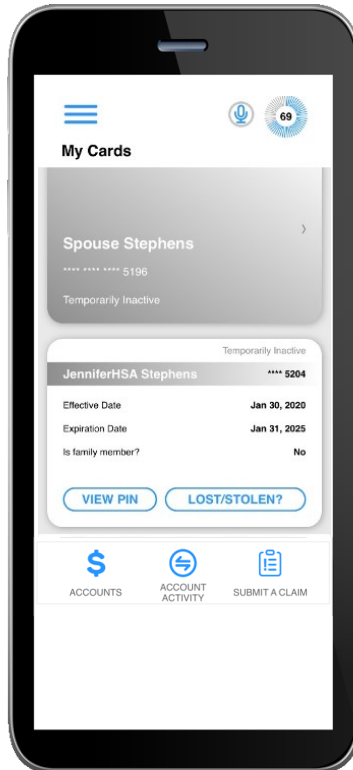 69
My Cards
Spouse Stephens
**** **** **** 5196
Temporarily Inactive
Temporarily Inactive
JenniferHSA Stephens **** 5204
Effective Date Jan 30, 2020
Expiration Date Jan 31, 2025
Is family member? No
VIEW PIN LOST/STOLEN?
ACCOUNTS ACCOUNT ACTIVITY SUBMIT A CLAIM